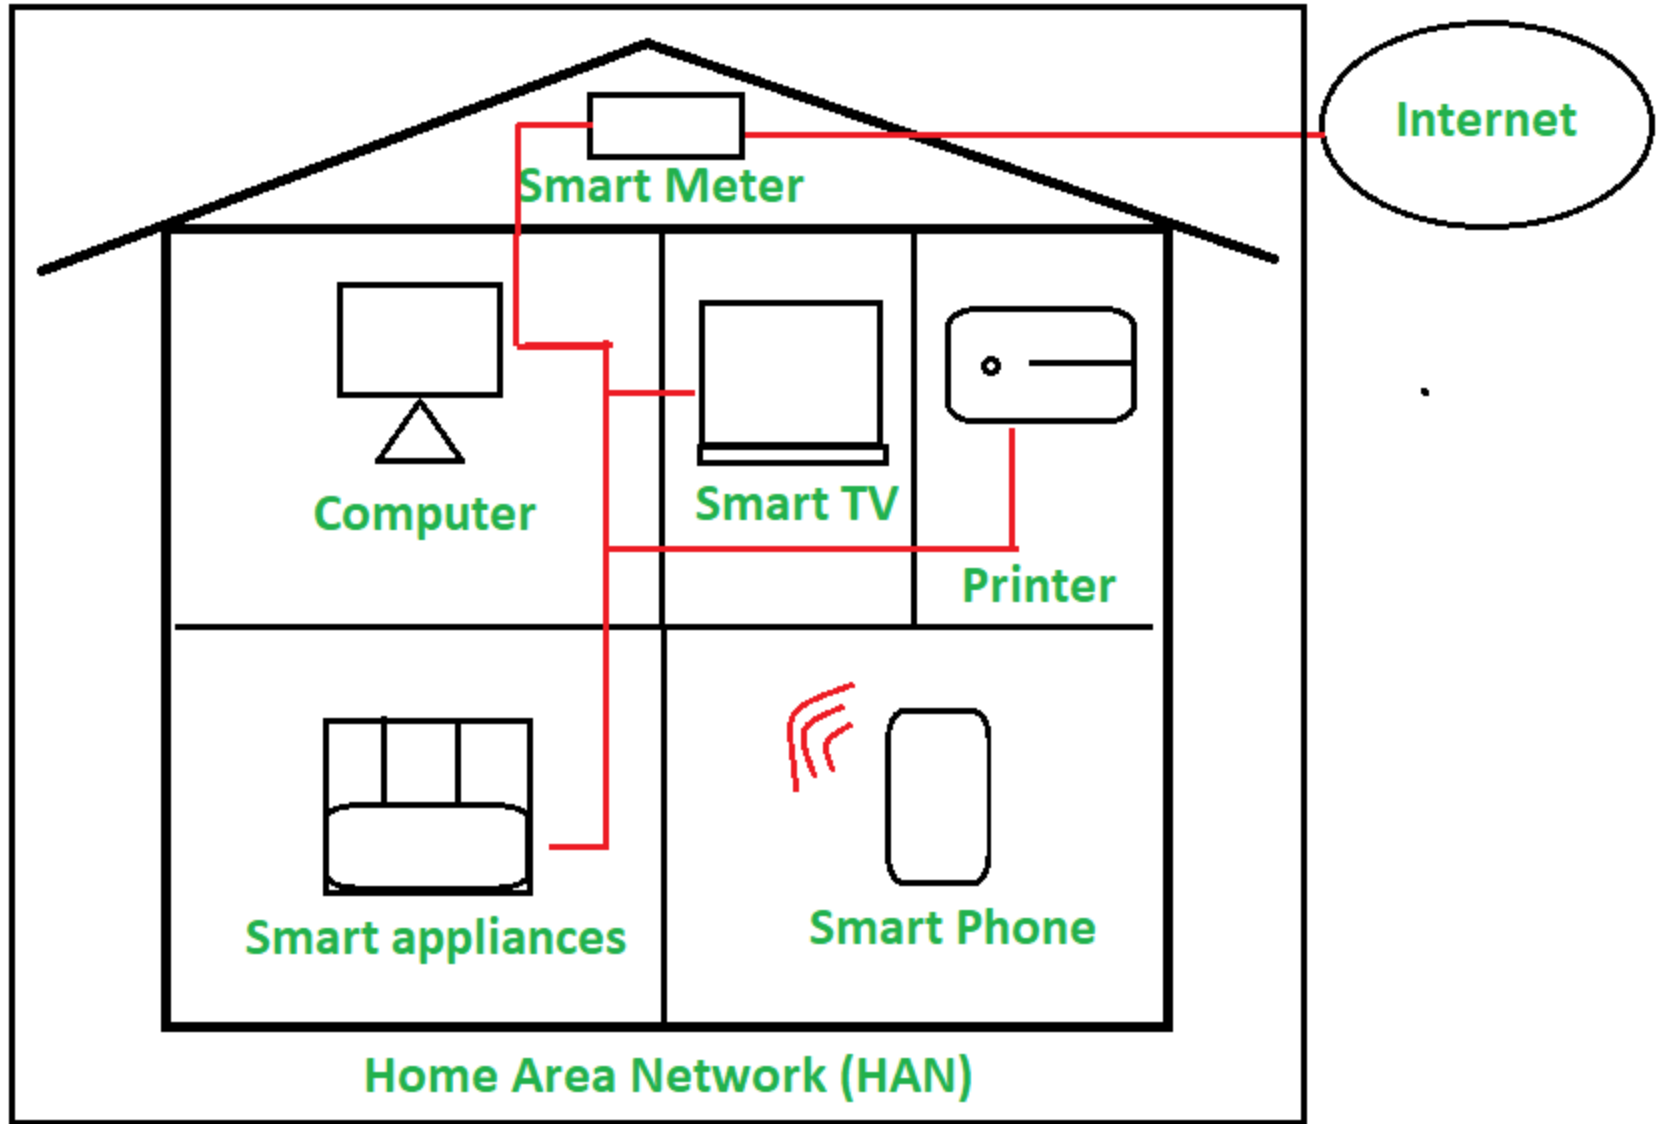 Internet
Smart Meter
Computer
Smart TV
Printer
Smart appliances
Smart Phone
Home Area Network (HAN)